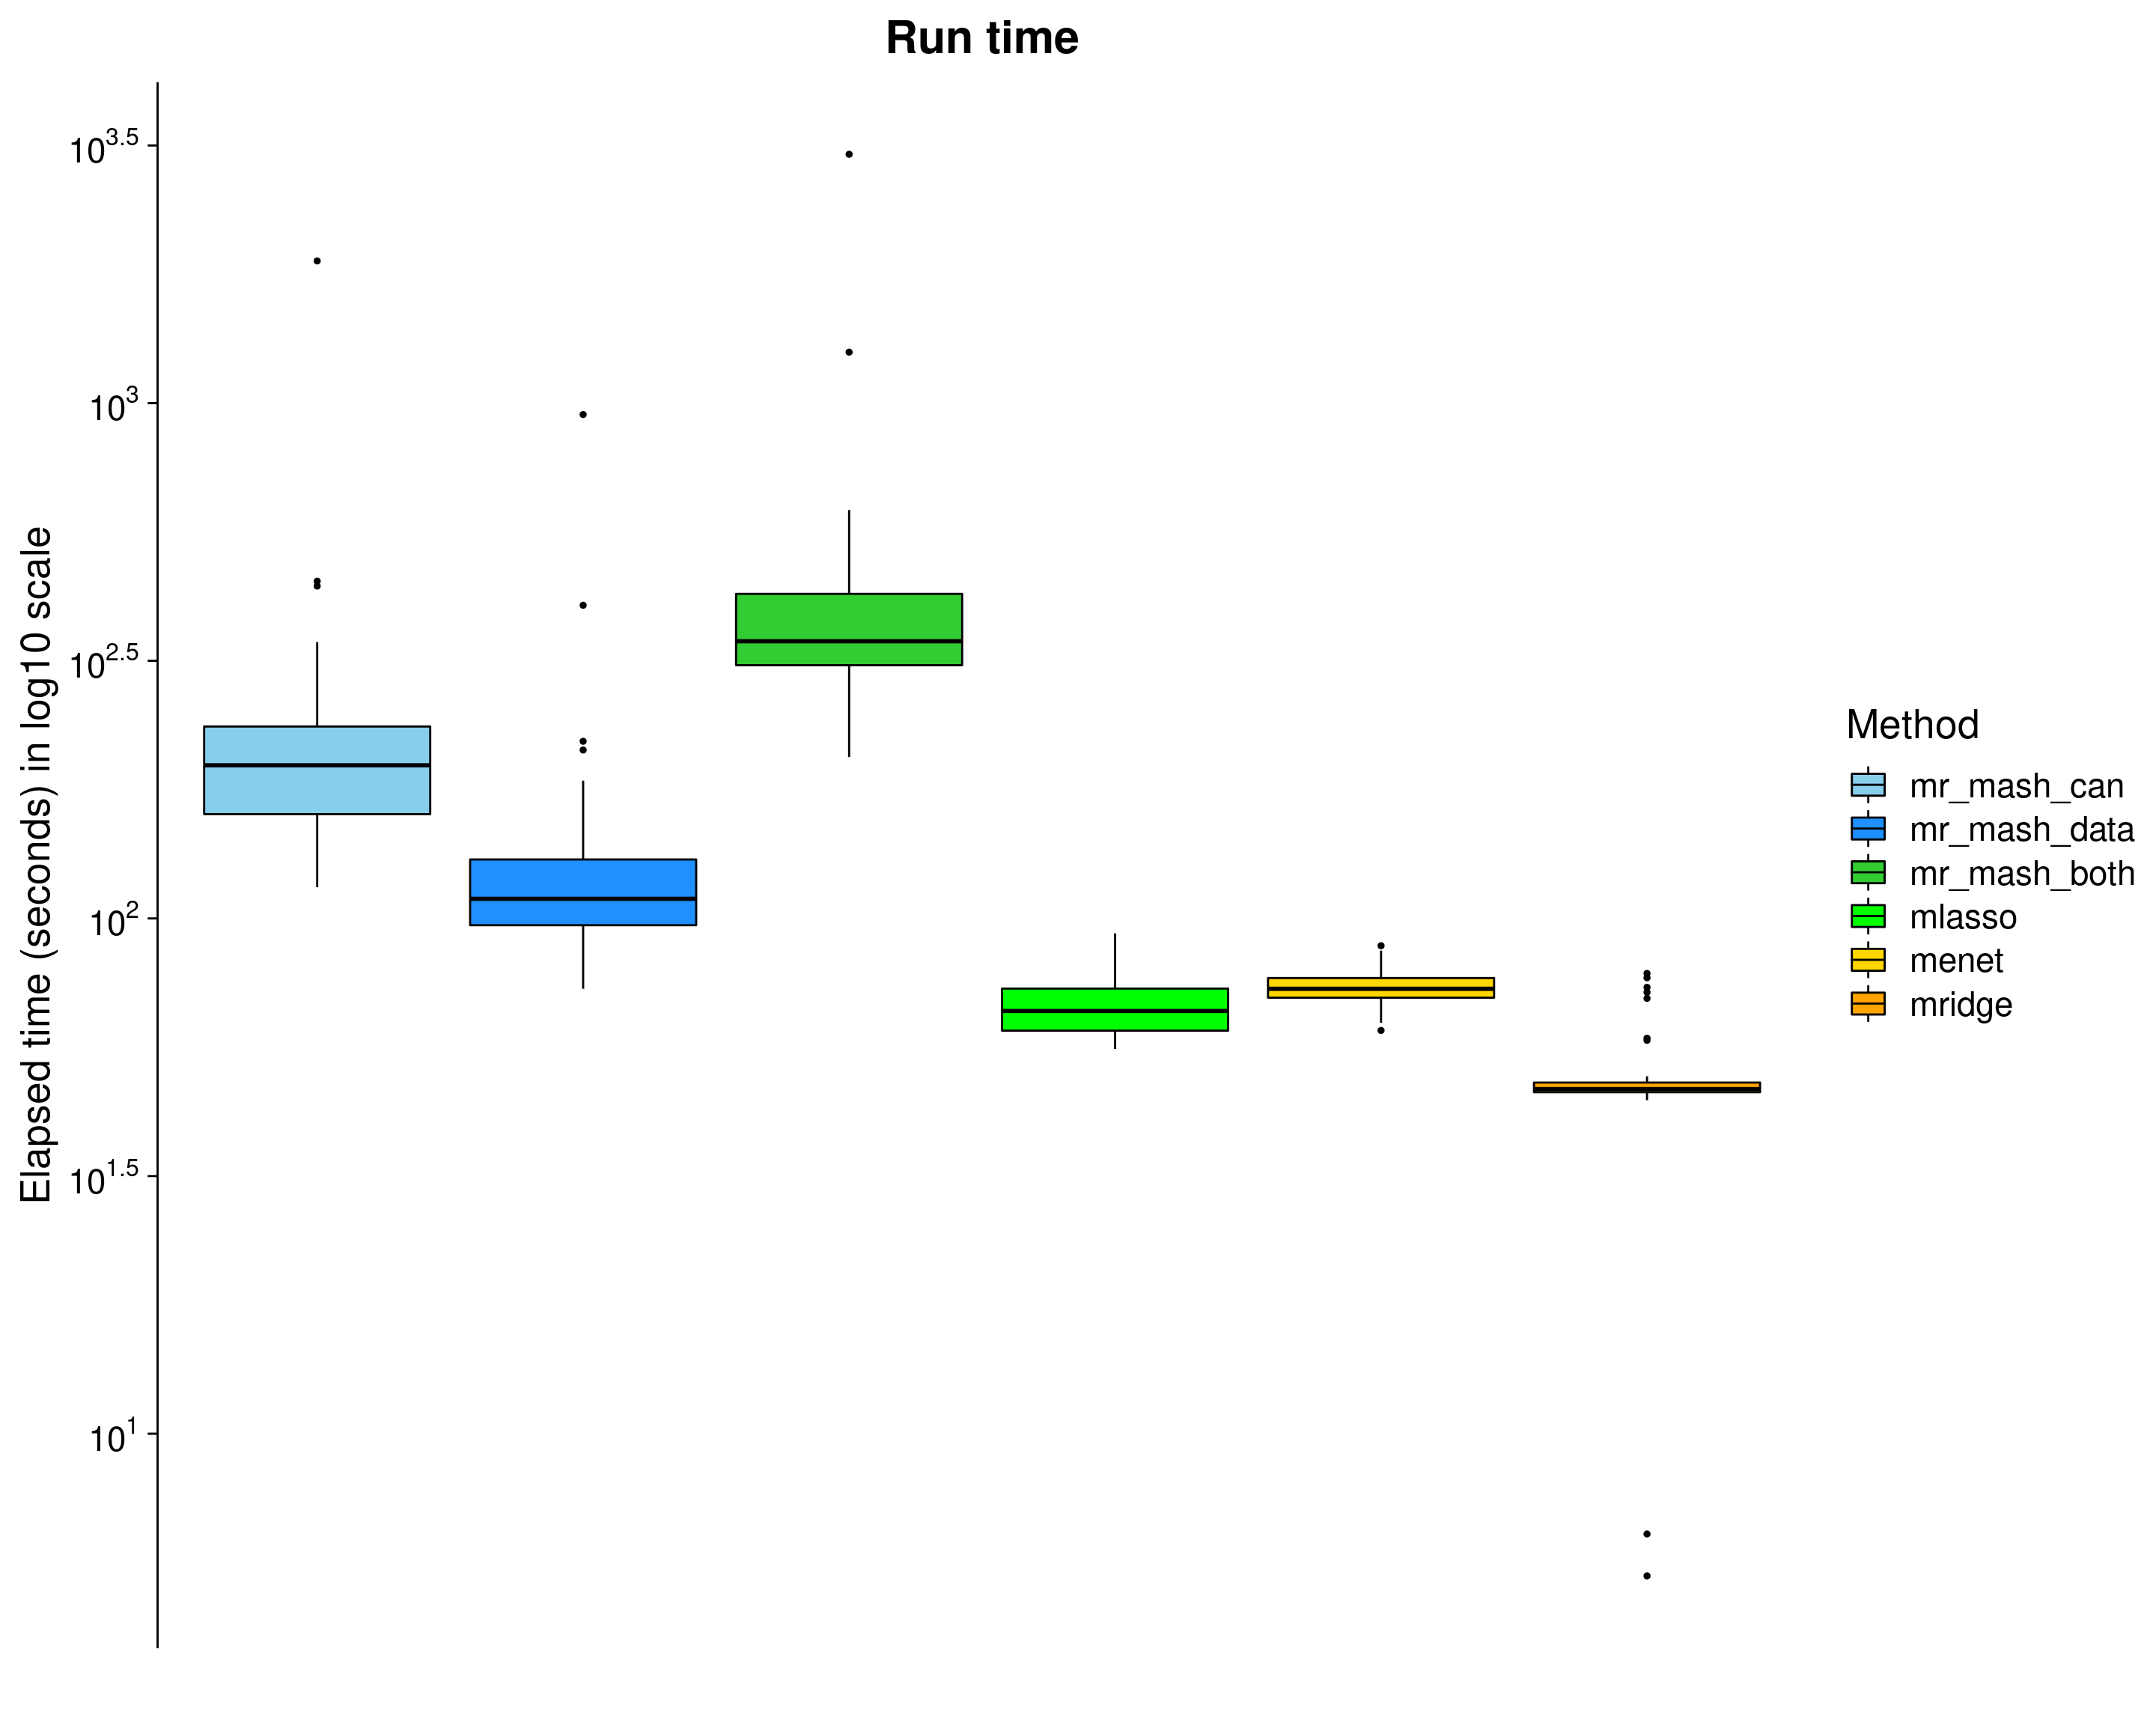 Run time
Elapsed time (seconds) in log10 scale
10^3.5
10^3
10^2.5
10^2
10^1.5
10^1
Method
mr_mash_can
mr_mash_data
mr_mash_both
mlasso
menet
mridge